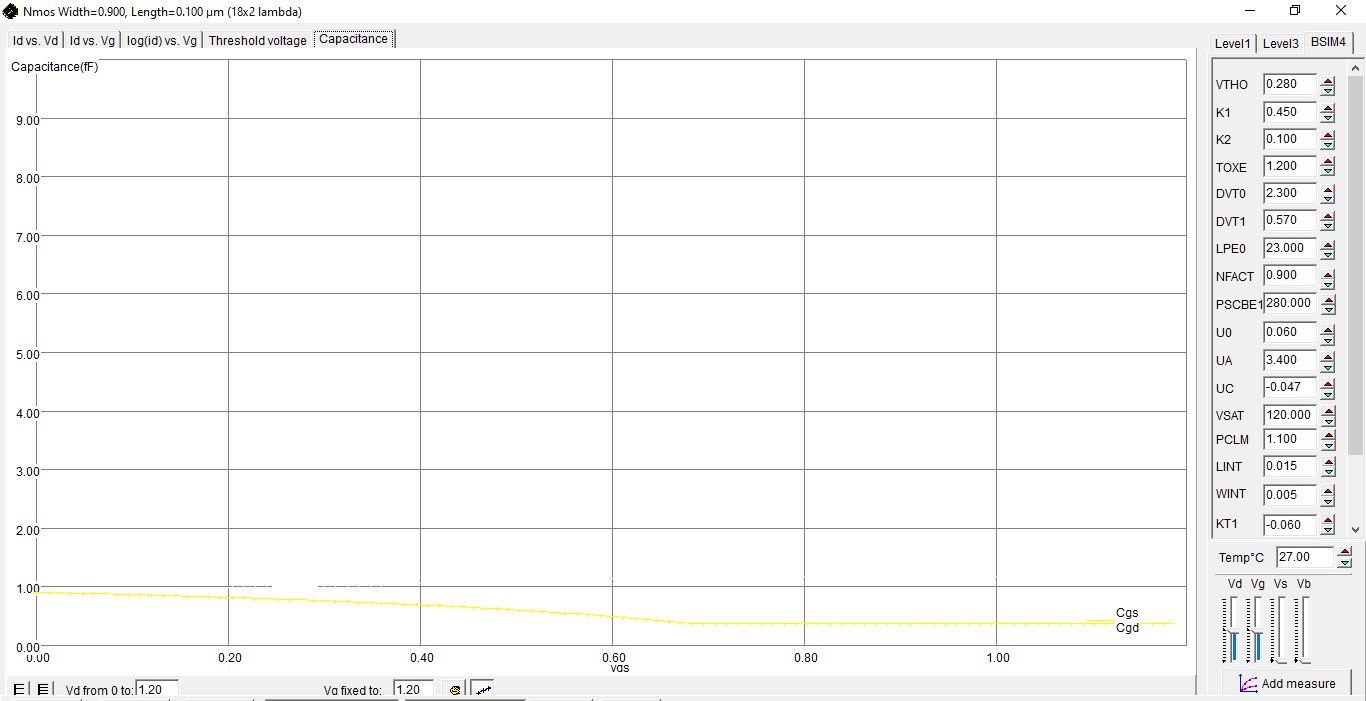 Nmos Width=0.900, Length=0.100 µm (18x2 lambda)
Id vs. Vd Id vs. Vg log(id) vs. Vg Threshold voltage Capacitance
Capacitance(fF)
9.00
8.00
7.00
6.00
5.00
4.00
3.00
2.00
1.00
0.00
Cgs
Cgd
0.00 0.20 0.40 0.60 0.80 1.00
vds
Vd from 0 to: 1.20 Vg fixed to: 1.20
Level1 Level3 BSIM4
VTHO 0.280
K1 0.450
K2 0.100
TOXE 1.200
DVT0 2.300
DVT1 0.570
LPE0 23.000
NFACT 0.900
PSCBE1 280.000
U0 0.060
UA 3.400
UC -0.047
VSAT 120.000
PCLM 1.100
LINT 0.015
WINT 0.005
KT1 -0.060
Temp°C 27.00
Vd Vg Vs Vb
Add measure